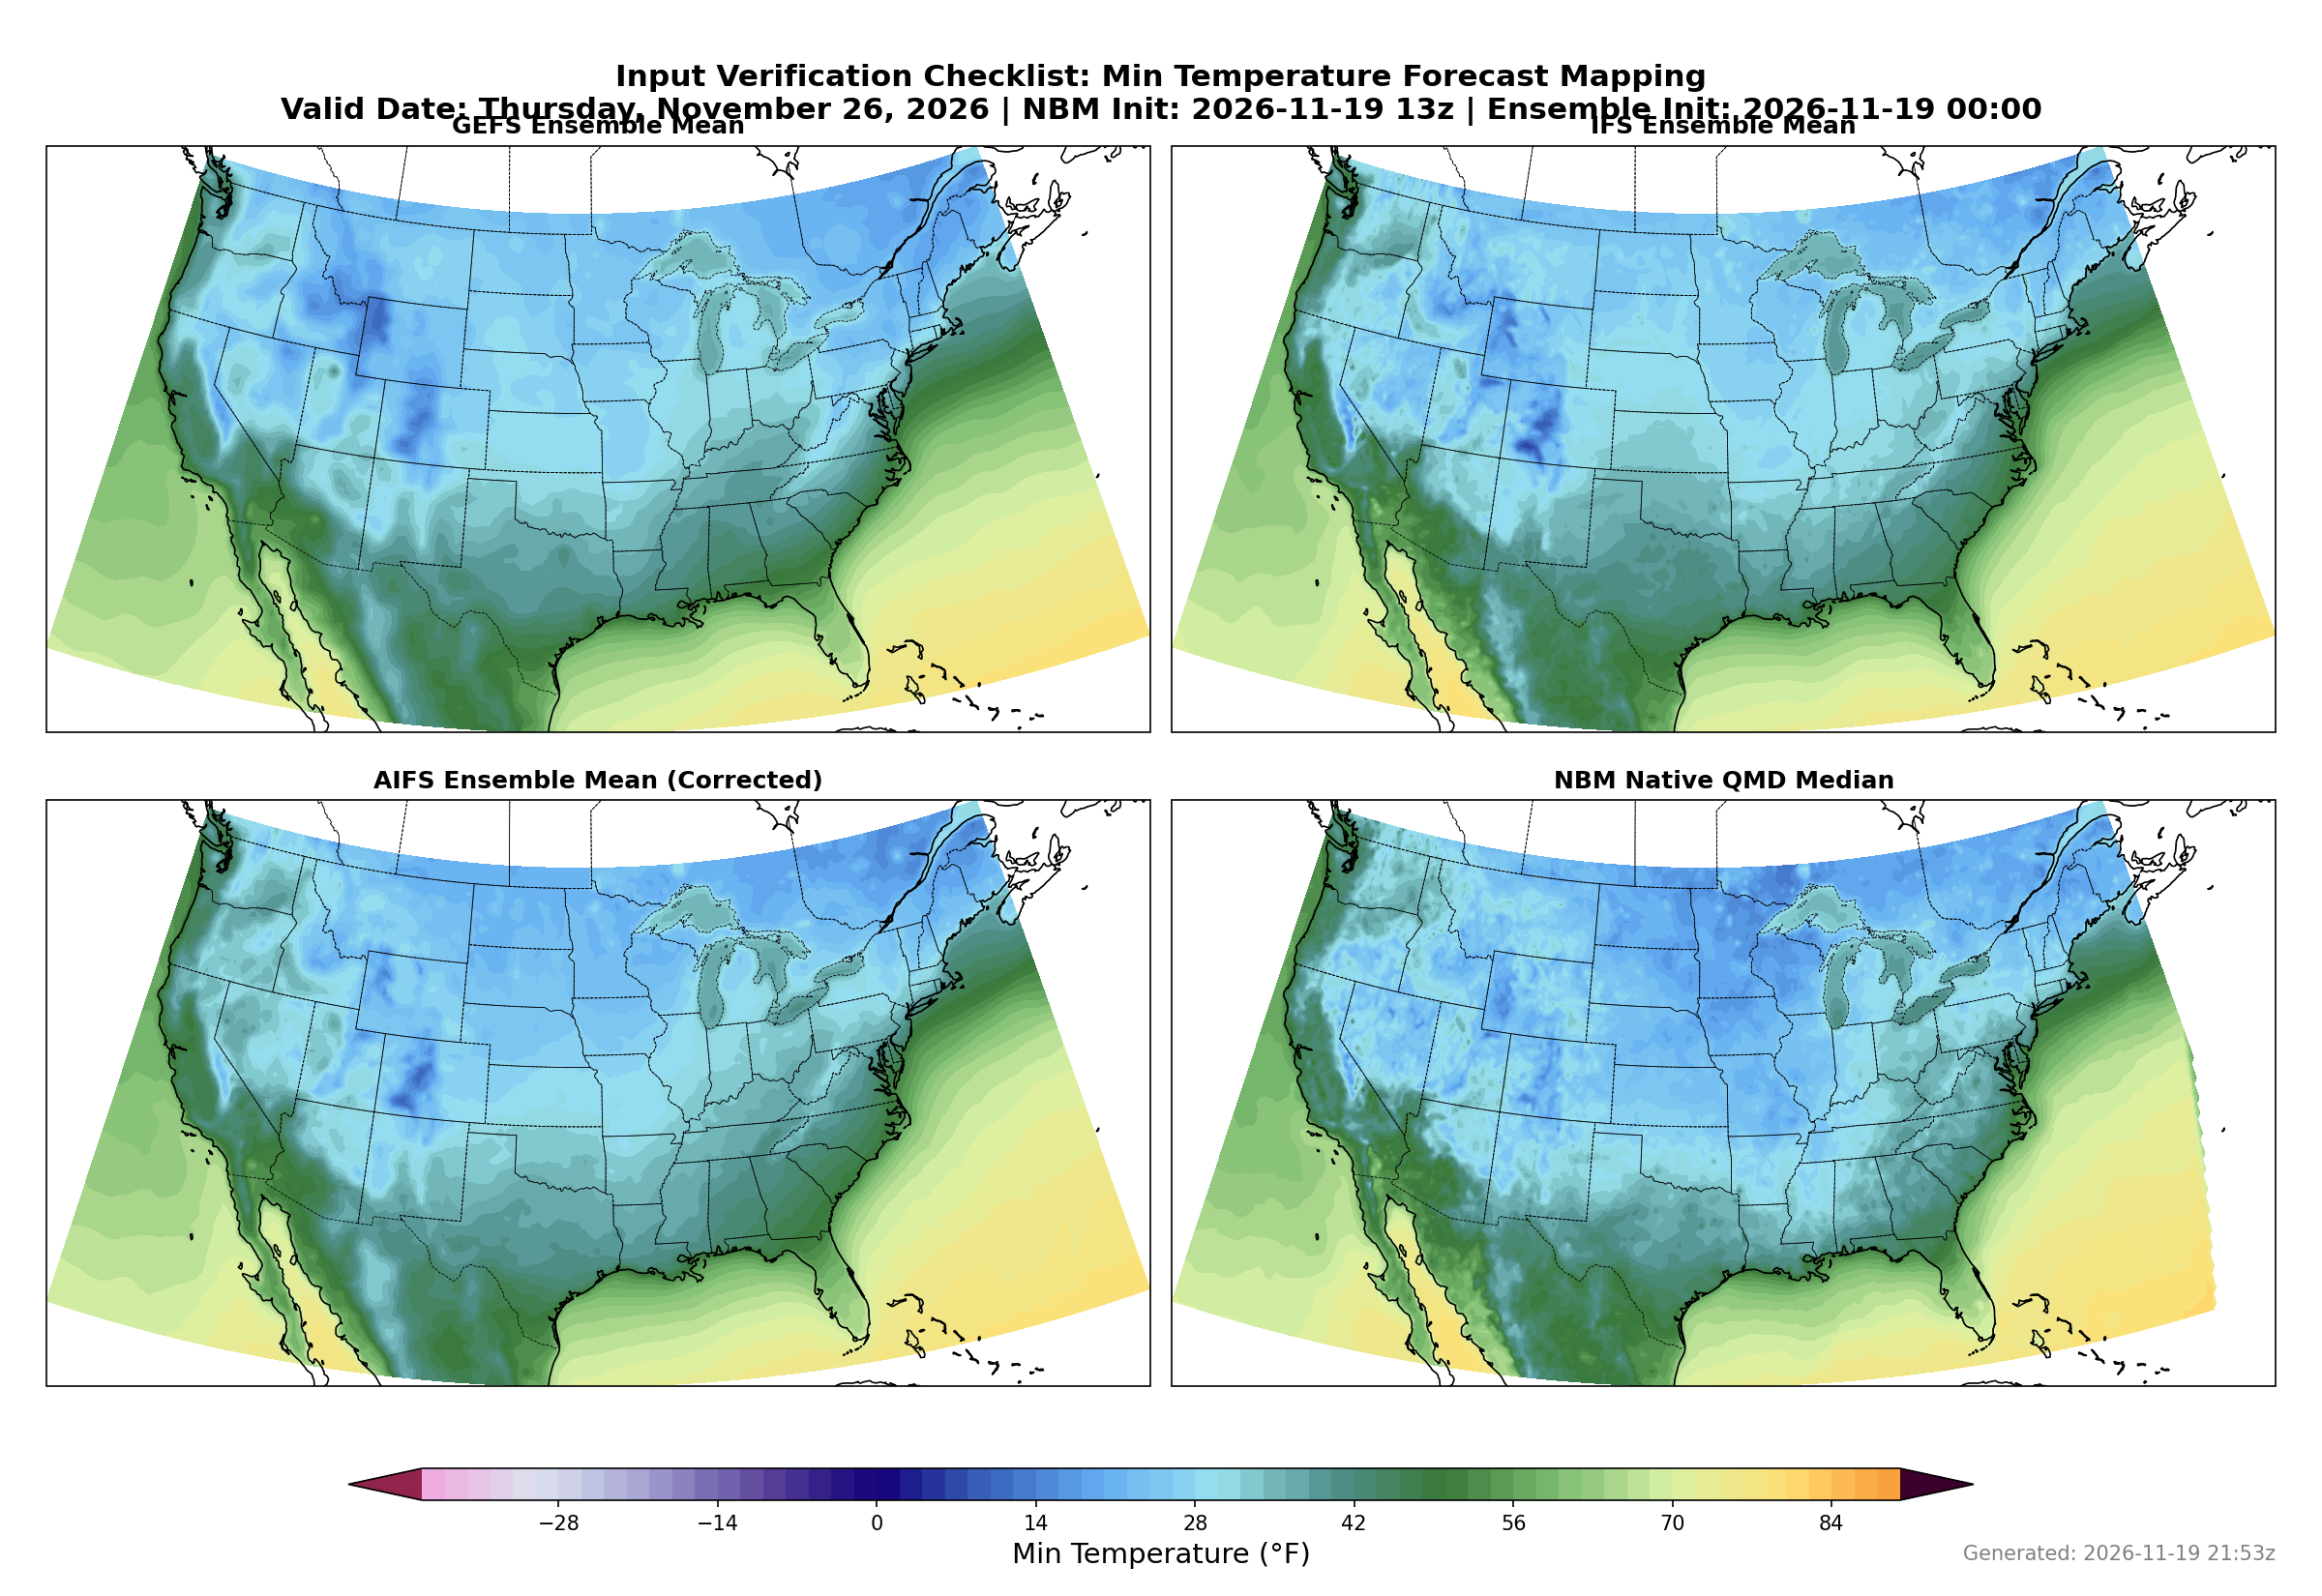 Input Verification Checklist: Min Temperature Forecast Mapping
Valid Date: Thursday, November 26, 2026 | NBM Init: 2026-11-19 13z | Ensemble Init: 2026-11-19 00:00
GEFS Ensemble Mean
IFS Ensemble Mean
AIFS Ensemble Mean (Corrected)
NBM Native QMD Median
−28
−14
0
14
28
42
56
70
84
Min Temperature (°F)
Generated: 2026-11-19 21:53z